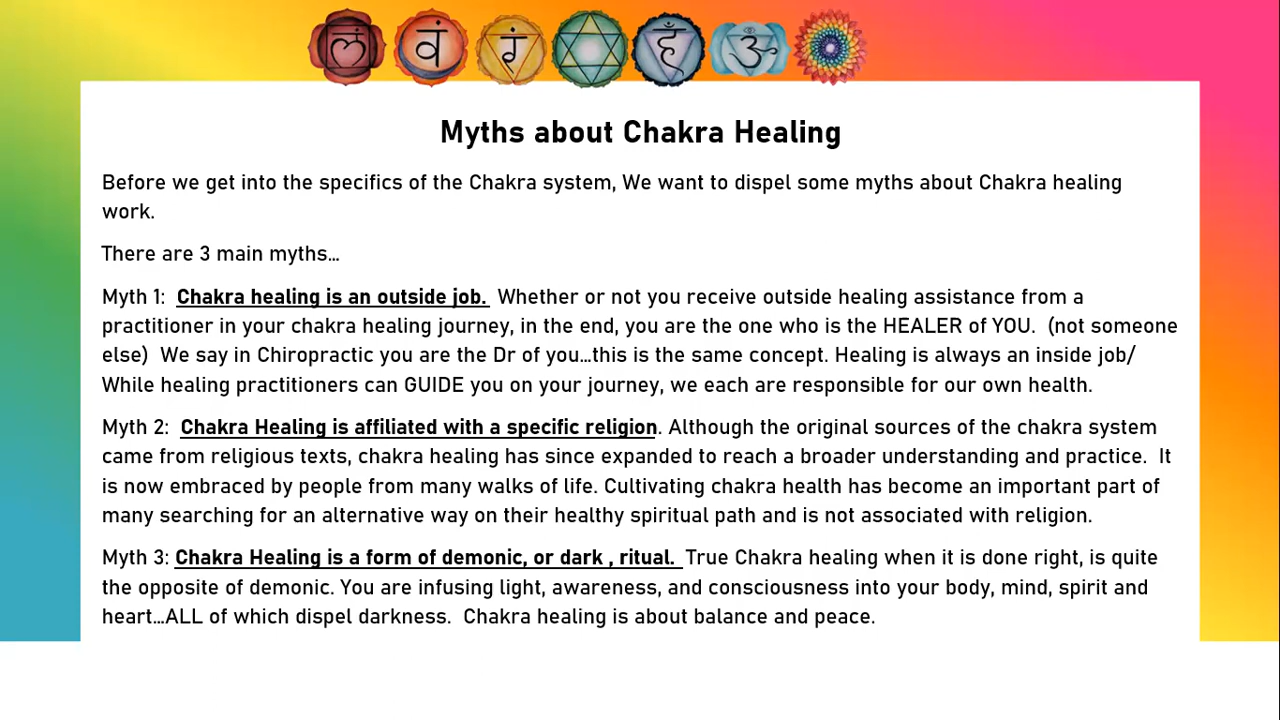 लं वं रं हं ॐ
Myths about Chakra Healing
Before we get into the specifics of the Chakra system, We want to dispel some myths about Chakra healing
work.
There are 3 main myths...
Myth 1:  Chakra healing is an outside job.  Whether or not you receive outside healing assistance from a
practitioner in your chakra healing journey, in the end, you are the one who is the HEALER of YOU.  (not someone
else)  We say in Chiropractic you are the Dr of you...this is the same concept. Healing is always an inside job/
While healing practitioners can GUIDE you on your journey, we each are responsible for our own health.
Myth 2:  Chakra Healing is affiliated with a specific religion. Although the original sources of the chakra system
came from religious texts, chakra healing has since expanded to reach a broader understanding and practice.  It
is now embraced by people from many walks of life. Cultivating chakra health has become an important part of
many searching for an alternative way on their healthy spiritual path and is not associated with religion.
Myth 3: Chakra Healing is a form of demonic, or dark , ritual.  True Chakra healing when it is done right, is quite
the opposite of demonic. You are infusing light, awareness, and consciousness into your body, mind, spirit and
heart...ALL of which dispel darkness.  Chakra healing is about balance and peace.